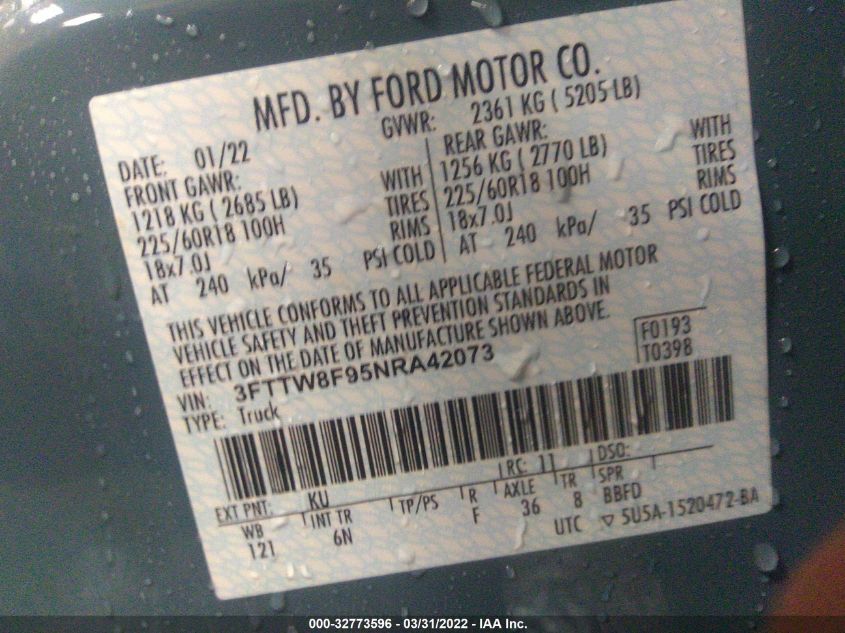 MFD. BY FORD MOTOR CO.
DATE: 01/22 GVWR: 2361 KG ( 5205 LB)
FRONT GAWR: REAR GAWR:
1218 KG ( 2685 LB) WITH 1256 KG ( 2770 LB) WITH
225/60R18 100H TIRES 225/60R18 100H TIRES
18x7.0J RIMS 18x7.0J RIMS
AT 240 kPa/ 35 PSI COLD AT 240 kPa/ 35 PSI COLD
THIS VEHICLE CONFORMS TO ALL APPLICABLE FEDERAL MOTOR
VEHICLE SAFETY AND THEFT PREVENTION STANDARDS IN
EFFECT ON THE DATE OF MANUFACTURE SHOWN ABOVE.
VIN: 3FTTW8F95NRA42073 F0193
TYPE: Truck T0398
EXT PNT: KU RC: 11 DSO:
WB INT TR TP/PS R AXLE TR SPR
121 6N F 36 8 BBFD
UTC ▽ 5U5A-1520472-BA
000-32773596 - 03/31/2022 - IAA Inc.